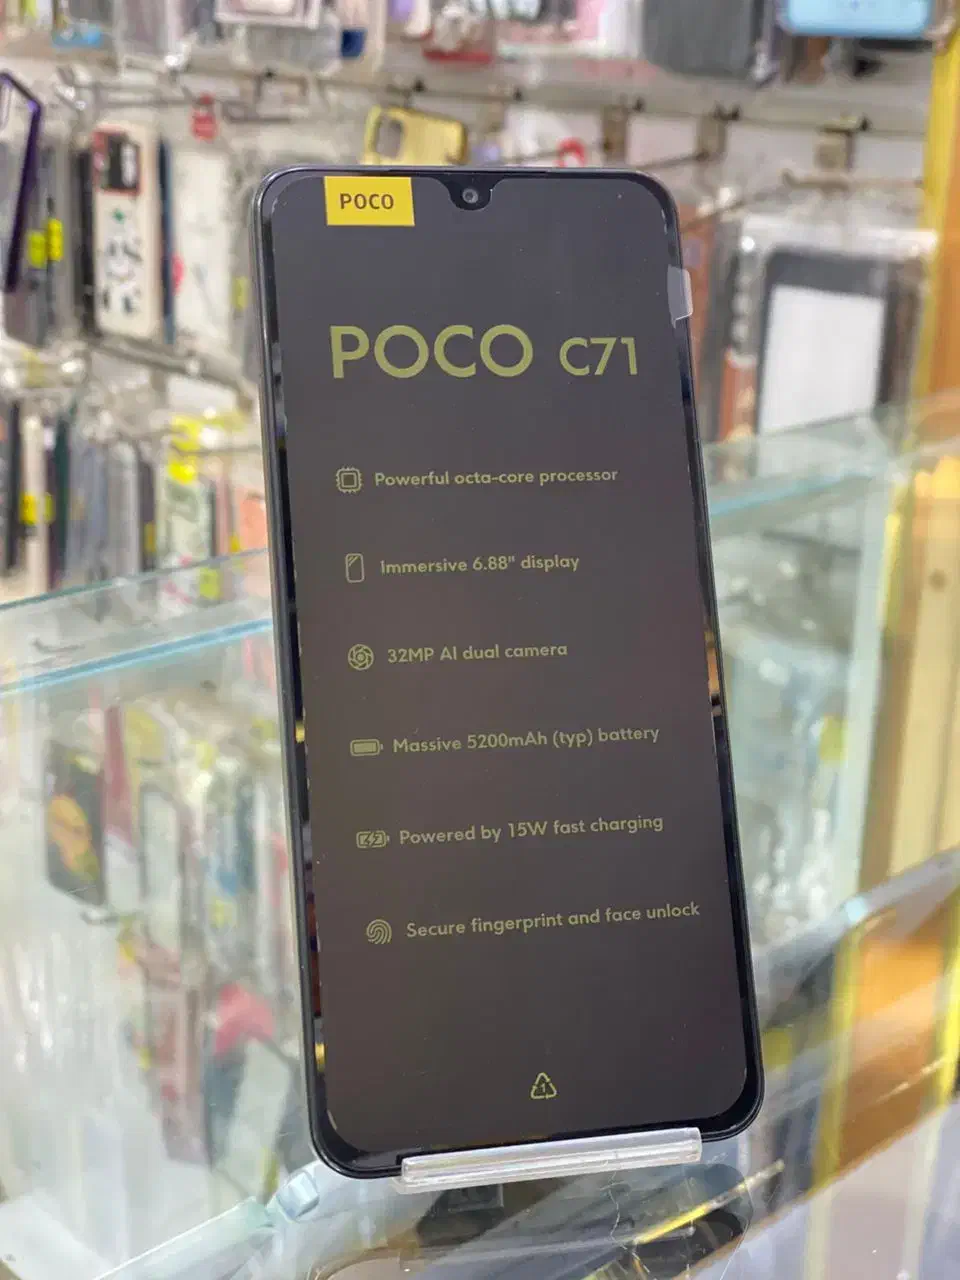 POCO
POCO C71
Powerful octa-core processor
Immersive 6.88" display
32MP AI dual camera
Massive 5200mAh (typ) battery
Powered by 15W fast charging
Secure fingerprint and face unlock
1